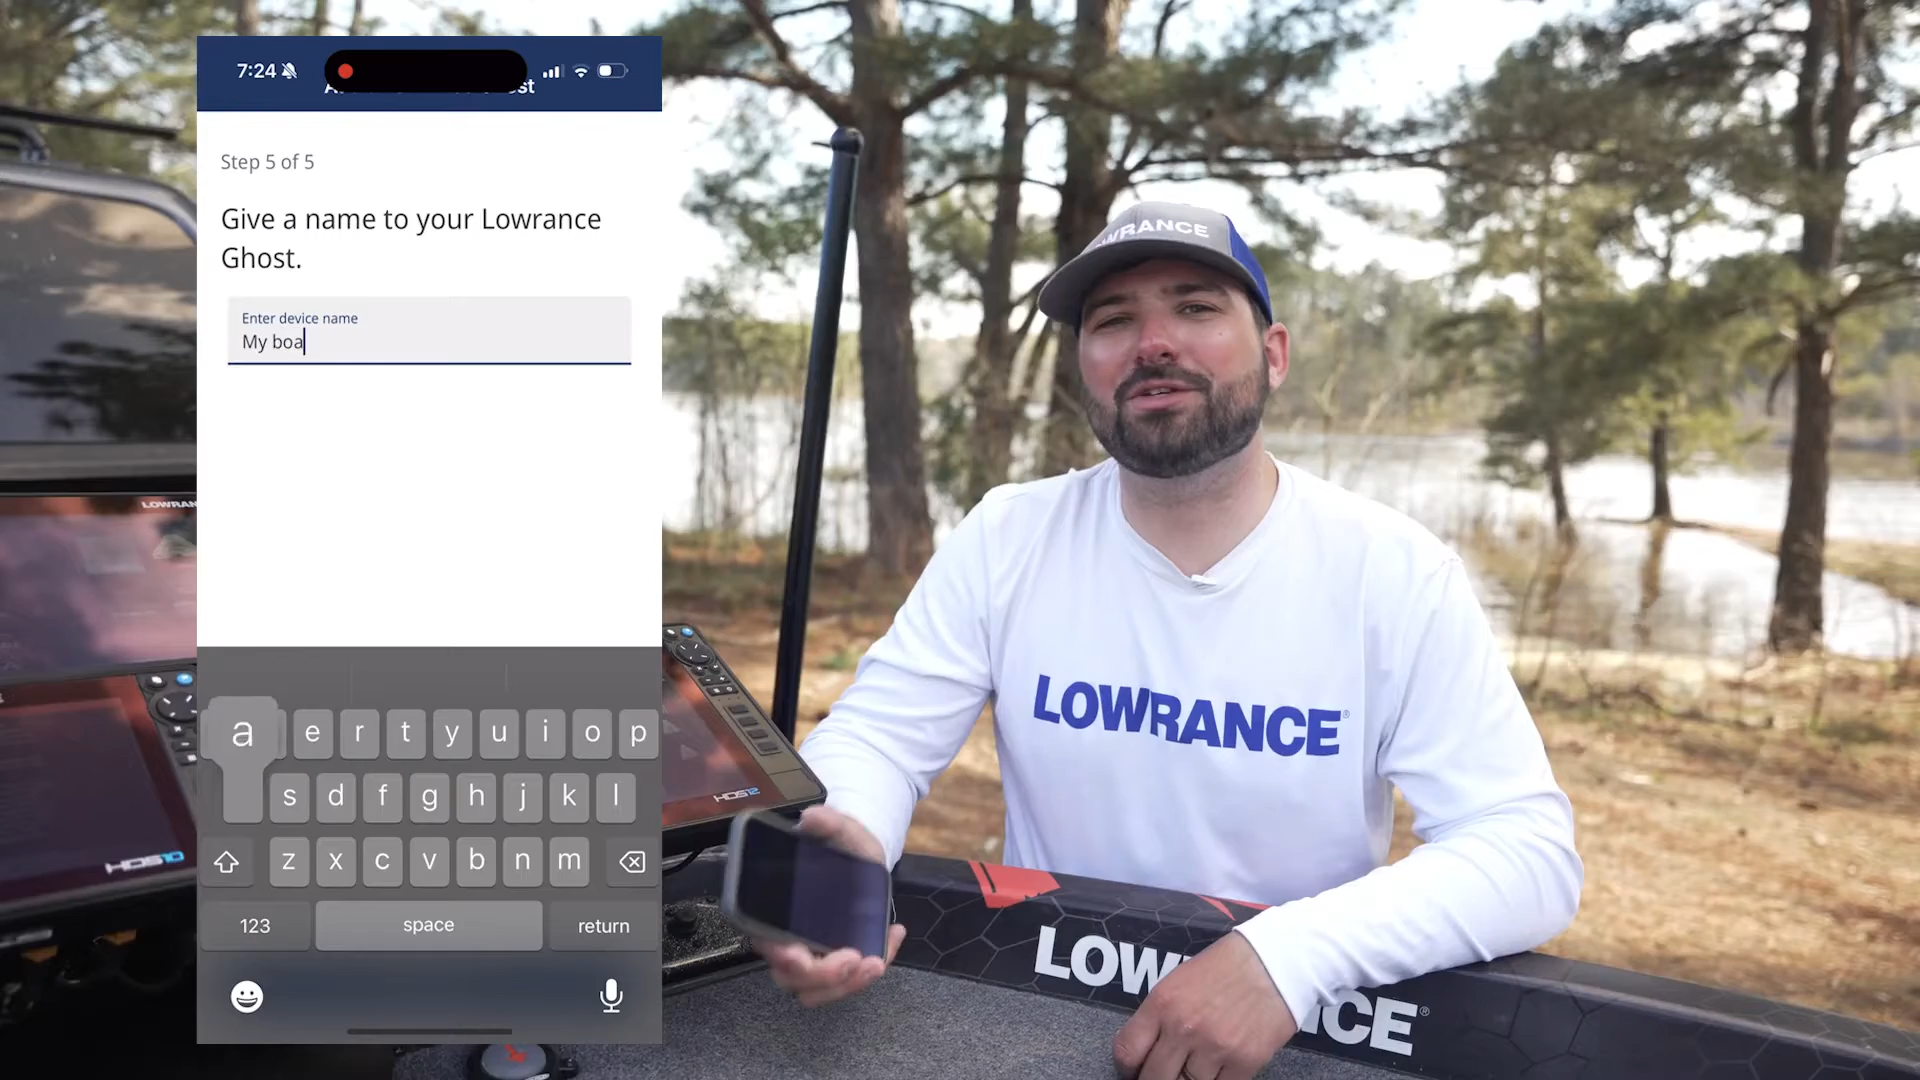 7:24
Step 5 of 5
Give a name to your Lowrance
Ghost.
Enter device name
My boa
a e r t y u i o p
s d f g h j k l
z x c v b n m
123 space return
LOWRANCE®
HDS12
HDS10